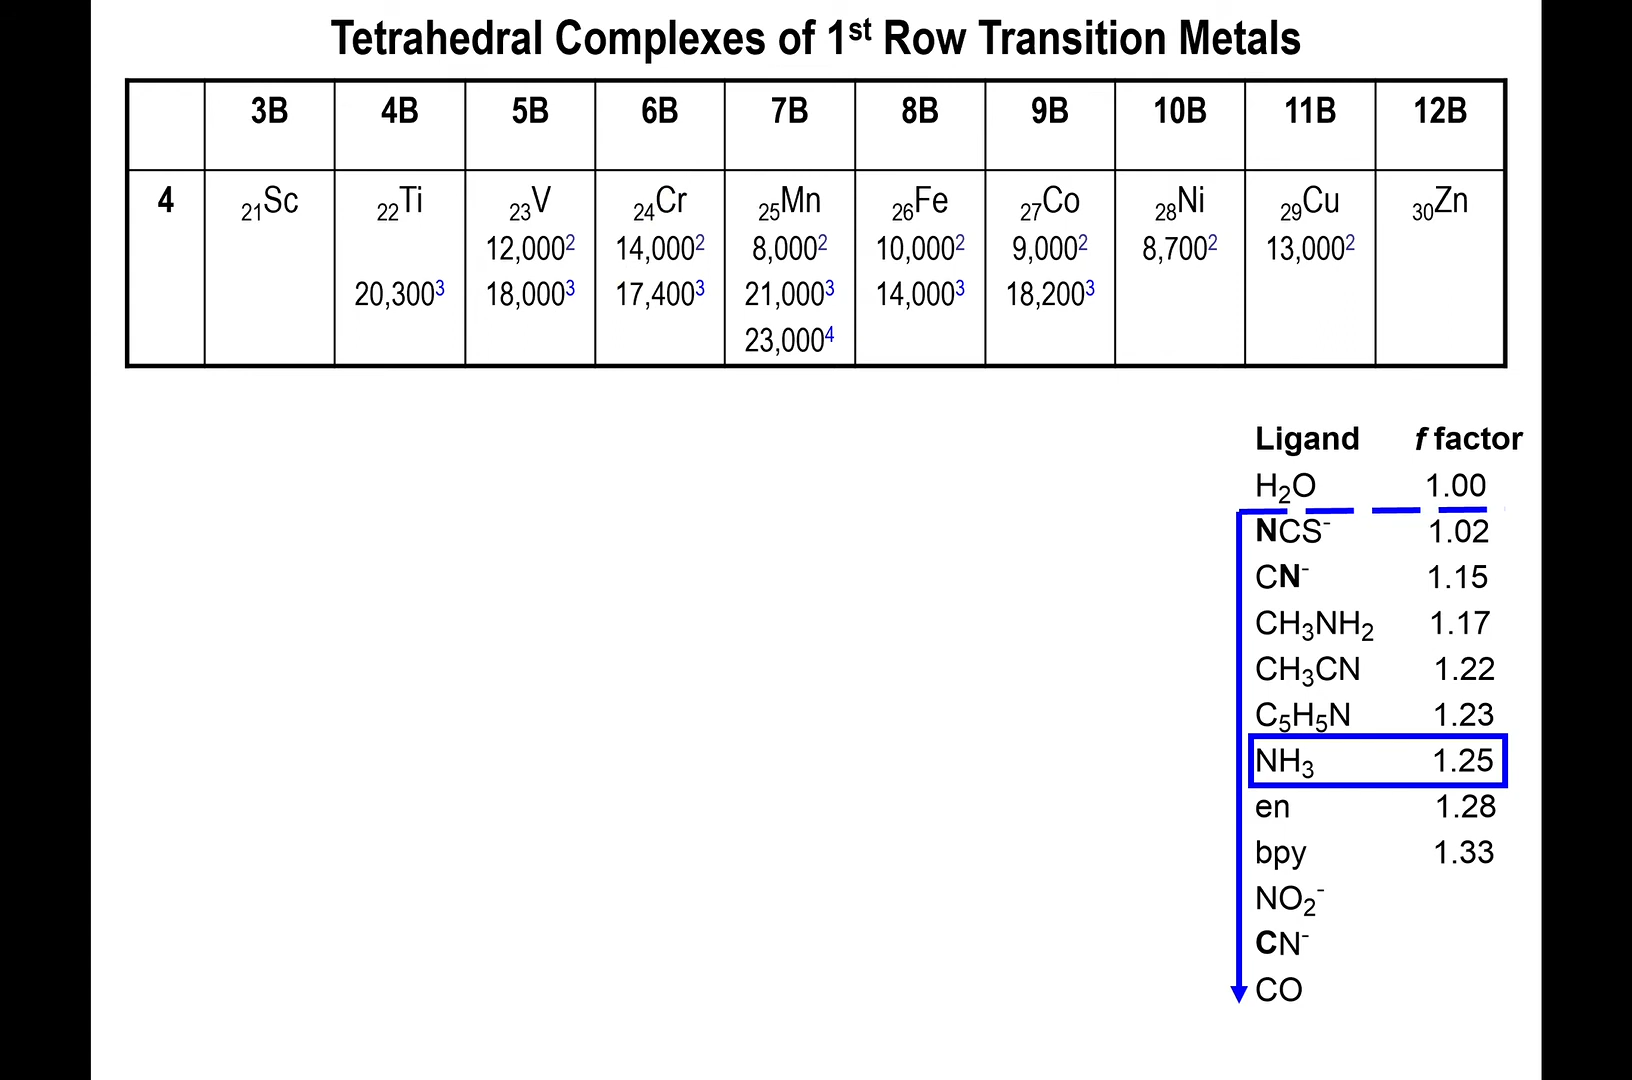 Tetrahedral Complexes of 1st Row Transition Metals
3B 4B 5B 6B 7B 8B 9B 10B 11B 12B
4 21Sc 22Ti 23V 24Cr 25Mn 26Fe 27Co 28Ni 29Cu 30Zn
12,000² 14,000² 8,000² 10,000² 9,000² 8,700² 13,000²
20,300³ 18,000³ 17,400³ 21,000³ 14,000³ 18,200³
23,000⁴
Ligand f factor
H₂O 1.00
NCS⁻ 1.02
CN⁻ 1.15
CH₃NH₂ 1.17
CH₃CN 1.22
C₅H₅N 1.23
NH₃ 1.25
en 1.28
bpy 1.33
NO₂⁻
CN⁻
CO